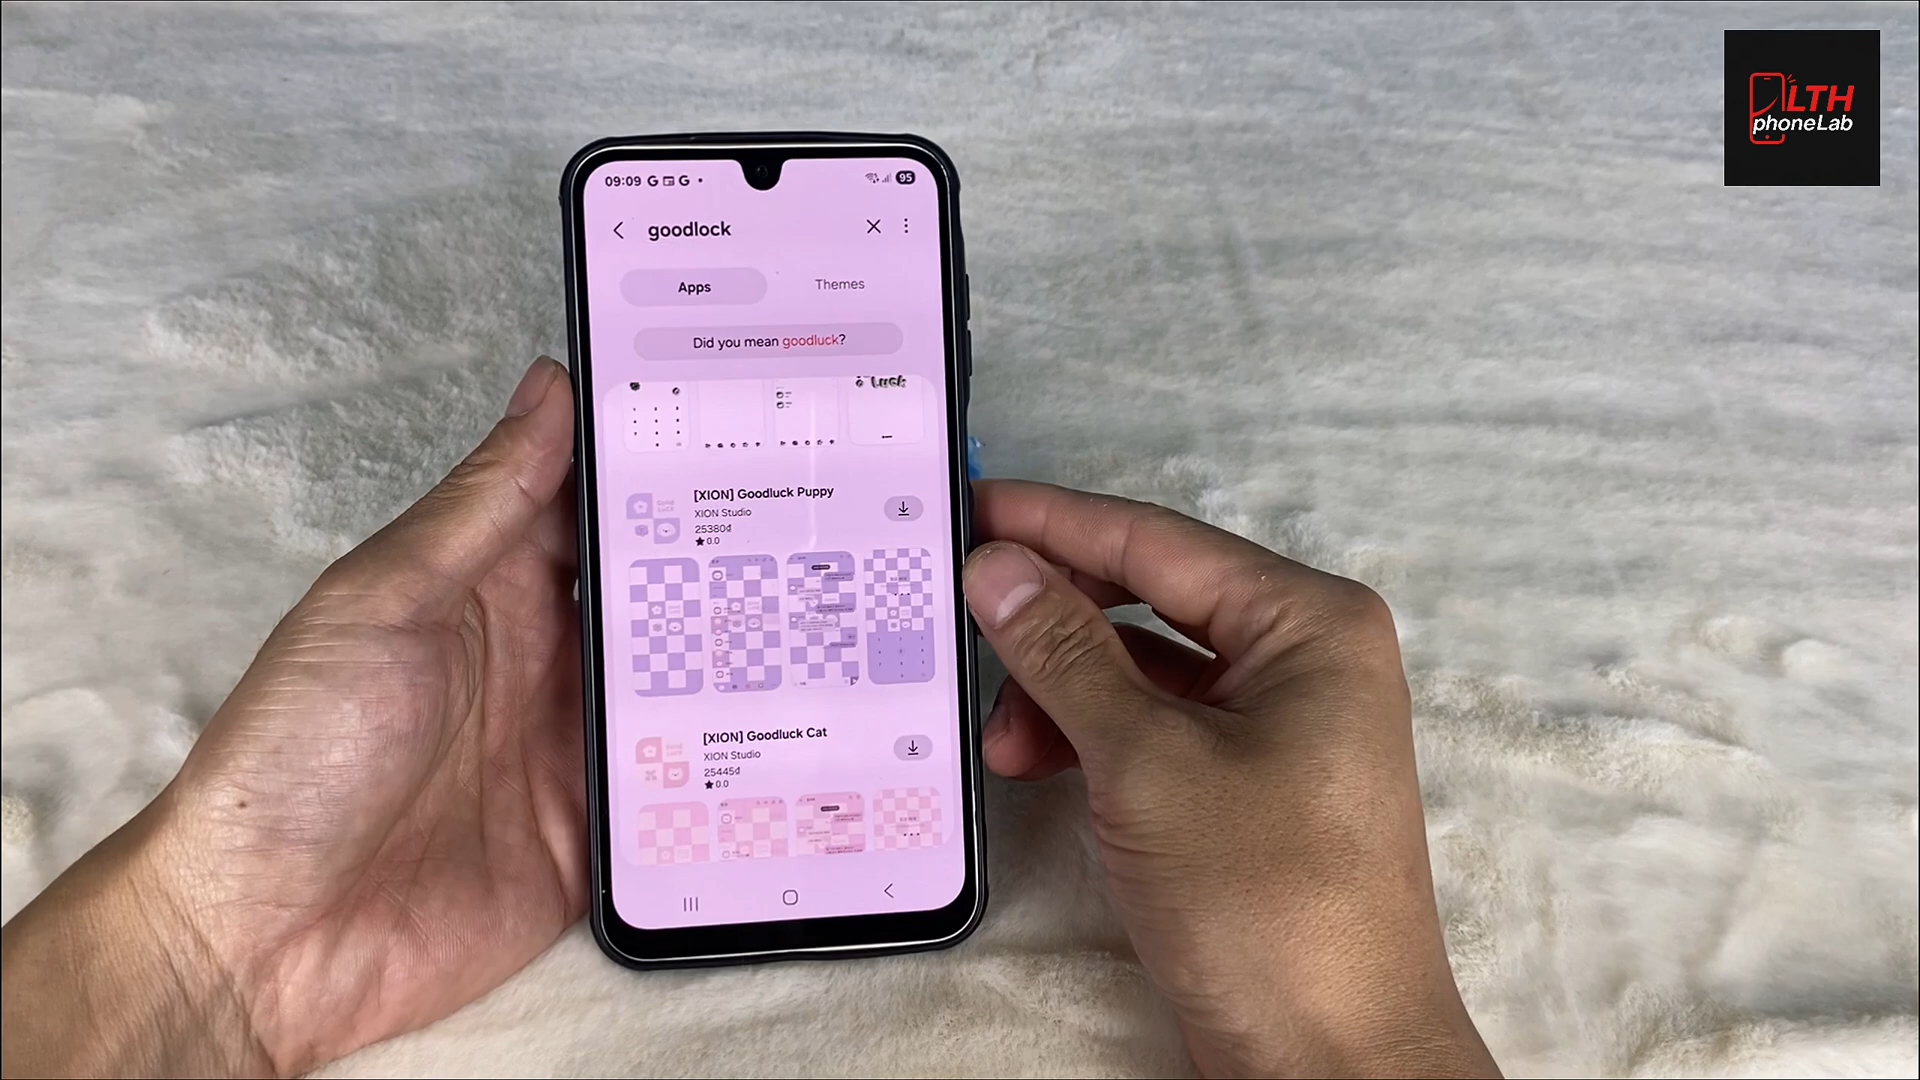 LTH
phoneLab
09:09 G G 95
goodlock
Apps
Themes
Did you mean goodluck?
Luck
[XION] Goodluck Puppy
XION Studio
25380đ
★0.0
[XION] Goodluck Cat
XION Studio
25445đ
★0.0